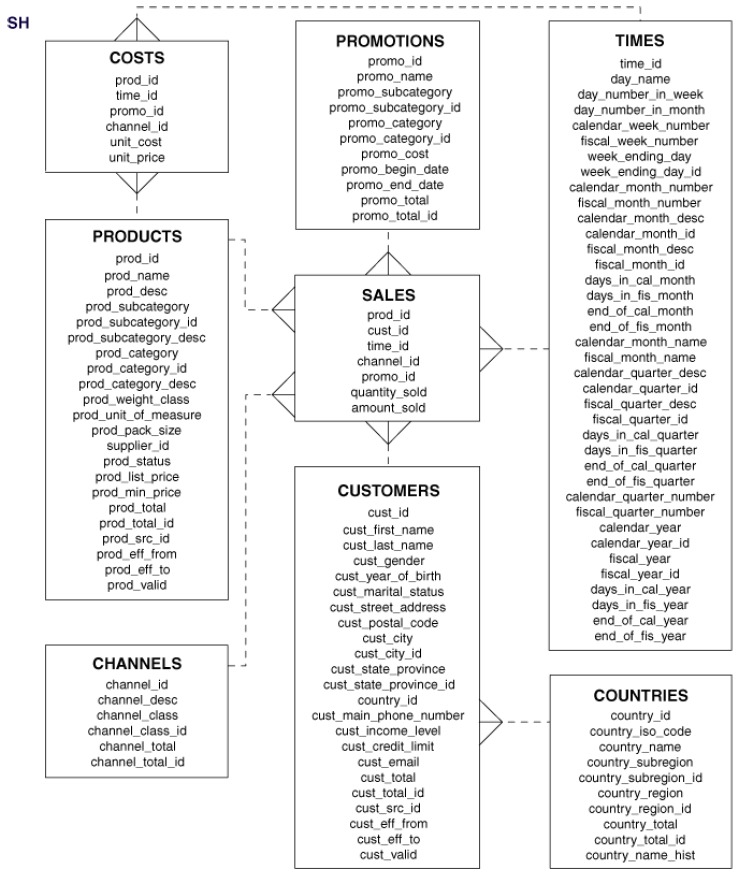 SH
COSTS
prod_id
time_id
promo_id
channel_id
unit_cost
unit_price
PROMOTIONS
promo_id
promo_name
promo_subcategory
promo_subcategory_id
promo_category
promo_category_id
promo_cost
promo_begin_date
promo_end_date
promo_total
promo_total_id
TIMES
time_id
day_name
day_number_in_week
day_number_in_month
calendar_week_number
fiscal_week_number
week_ending_day
week_ending_day_id
calendar_month_number
fiscal_month_number
calendar_month_desc
calendar_month_id
fiscal_month_desc
fiscal_month_id
days_in_cal_month
days_in_fis_month
end_of_cal_month
end_of_fis_month
calendar_month_name
fiscal_month_name
calendar_quarter_desc
calendar_quarter_id
fiscal_quarter_desc
fiscal_quarter_id
days_in_cal_quarter
days_in_fis_quarter
end_of_cal_quarter
end_of_fis_quarter
calendar_quarter_number
fiscal_quarter_number
calendar_year
calendar_year_id
fiscal_year
fiscal_year_id
days_in_cal_year
days_in_fis_year
end_of_cal_year
end_of_fis_year
PRODUCTS
prod_id
prod_name
prod_desc
prod_subcategory
prod_subcategory_id
prod_subcategory_desc
prod_category
prod_category_id
prod_category_desc
prod_weight_class
prod_unit_of_measure
prod_pack_size
supplier_id
prod_status
prod_list_price
prod_min_price
prod_total
prod_total_id
prod_src_id
prod_eff_from
prod_eff_to
prod_valid
SALES
prod_id
cust_id
time_id
channel_id
promo_id
quantity_sold
amount_sold
CUSTOMERS
cust_id
cust_first_name
cust_last_name
cust_gender
cust_year_of_birth
cust_marital_status
cust_street_address
cust_postal_code
cust_city
cust_city_id
cust_state_province
cust_state_province_id
country_id
cust_main_phone_number
cust_income_level
cust_credit_limit
cust_email
cust_total
cust_total_id
cust_src_id
cust_eff_from
cust_eff_to
cust_valid
CHANNELS
channel_id
channel_desc
channel_class
channel_class_id
channel_total
channel_total_id
COUNTRIES
country_id
country_iso_code
country_name
country_subregion
country_subregion_id
country_region
country_region_id
country_total
country_total_id
country_name_hist